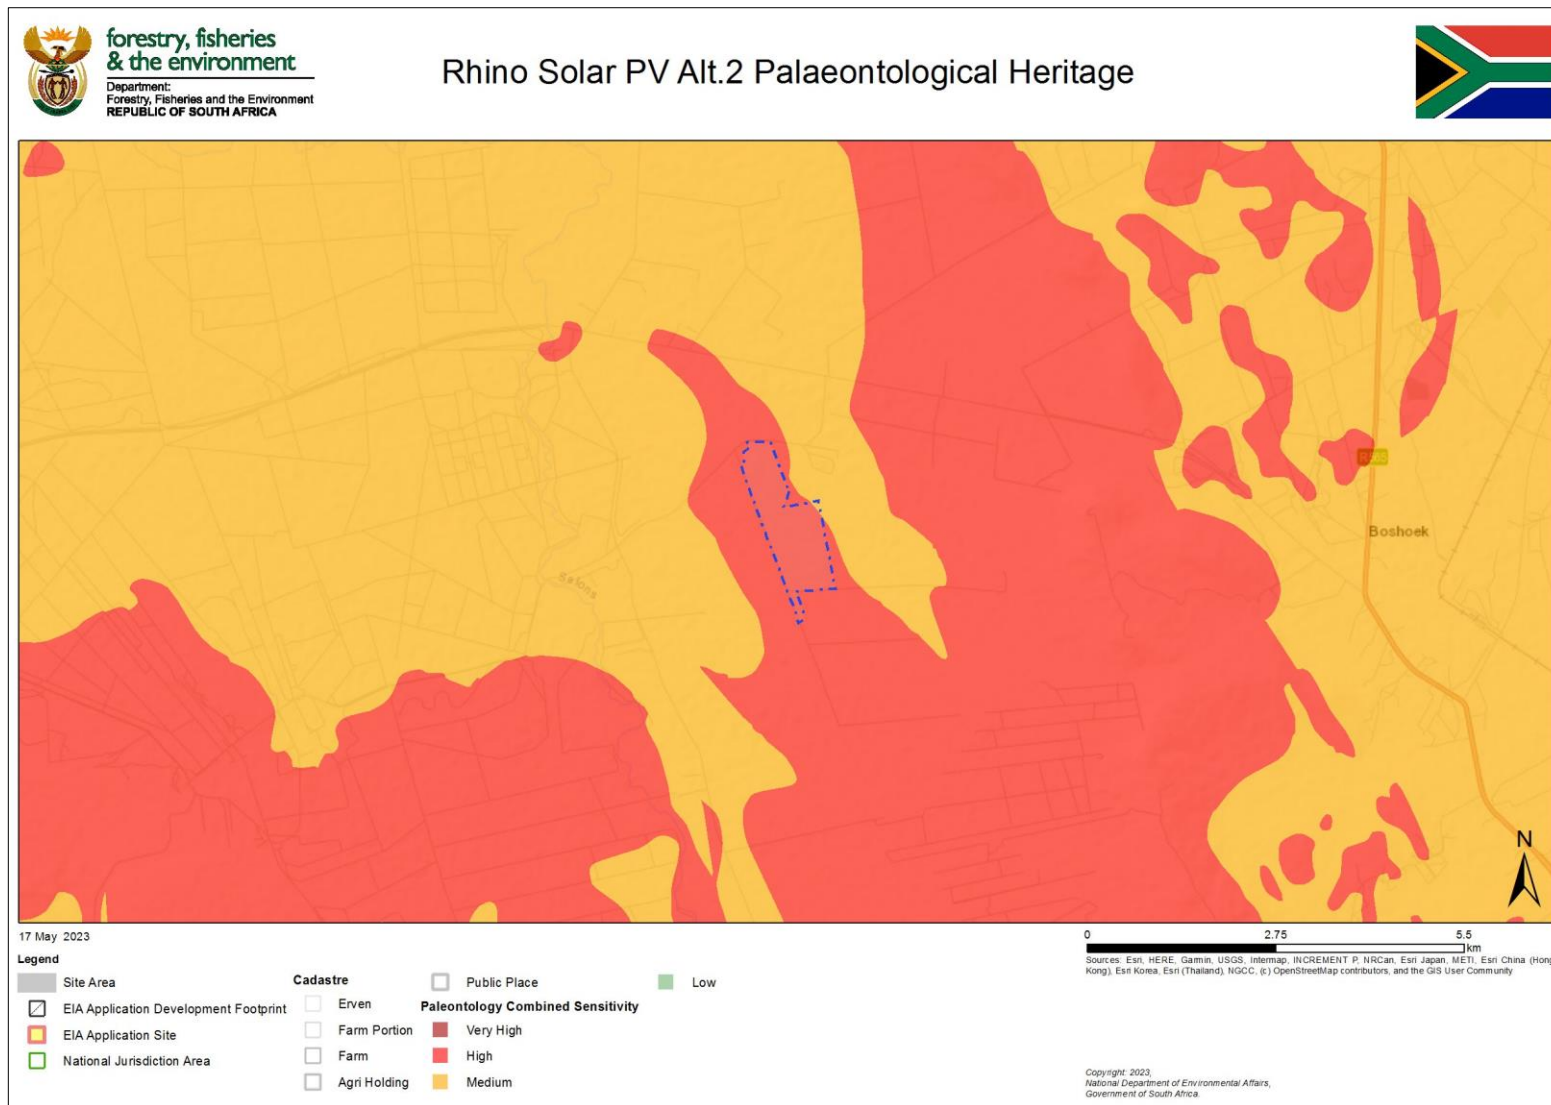 forestry, fisheries
& the environment
Department:
Forestry, Fisheries and the Environment
REPUBLIC OF SOUTH AFRICA
Rhino Solar PV Alt.2 Palaeontological Heritage
Selons
R565
Boshoek
N
17 May 2023
0 2.75 5.5
km
Sources: Esri, HERE, Garmin, USGS, Intermap, INCREMENT P, NRCan, Esri Japan, METI, Esri China (Hong
Kong), Esri Korea, Esri (Thailand), NGCC, (c) OpenStreetMap contributors, and the GIS User Community
Legend
Site Area
EIA Application Development Footprint
EIA Application Site
National Jurisdiction Area
Cadastre
Erven
Farm Portion
Farm
Agri Holding
Public Place
Paleontology Combined Sensitivity
Very High
High
Medium
Low
Copyright: 2023,
National Department of Environmental Affairs,
Government of South Africa.